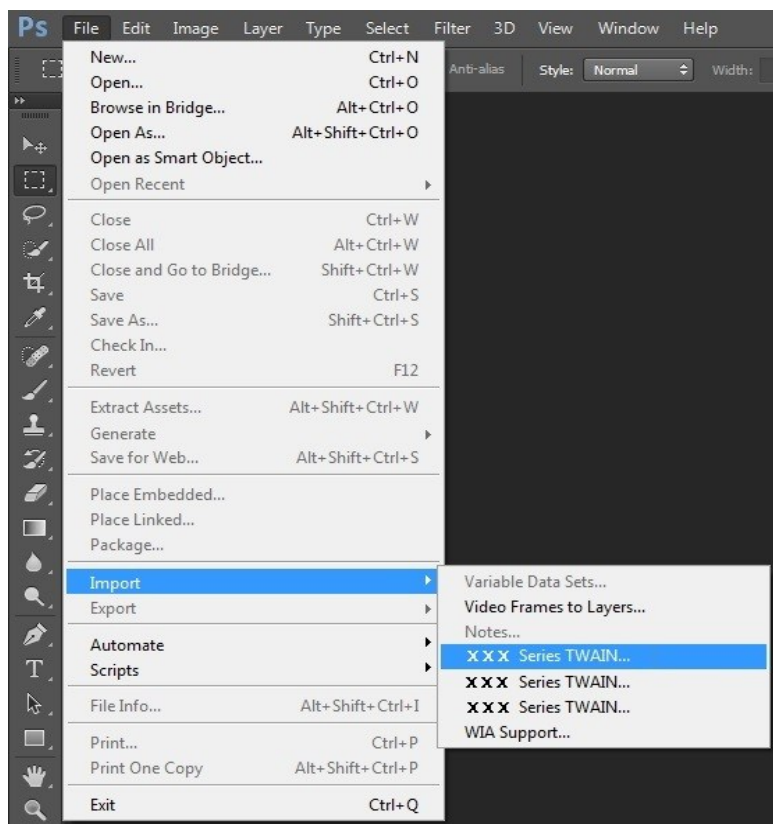 Ps File Edit Image Layer Type Select Filter 3D View Window Help
Anti-alias Style: Normal Width:
New... Ctrl+N
Open... Ctrl+O
Browse in Bridge... Alt+Ctrl+O
Open As... Alt+Shift+Ctrl+O
Open as Smart Object...
Open Recent
Close Ctrl+W
Close All Alt+Ctrl+W
Close and Go to Bridge... Shift+Ctrl+W
Save Ctrl+S
Save As... Shift+Ctrl+S
Check In...
Revert F12
Extract Assets... Alt+Shift+Ctrl+W
Generate
Save for Web... Alt+Shift+Ctrl+S
Place Embedded...
Place Linked...
Package...
Import
Export
Automate
Scripts
File Info... Alt+Shift+Ctrl+I
Print... Ctrl+P
Print One Copy Alt+Shift+Ctrl+P
Exit Ctrl+Q
Variable Data Sets...
Video Frames to Layers...
Notes...
XXX Series TWAIN...
XXX Series TWAIN...
XXX Series TWAIN...
WIA Support...
T